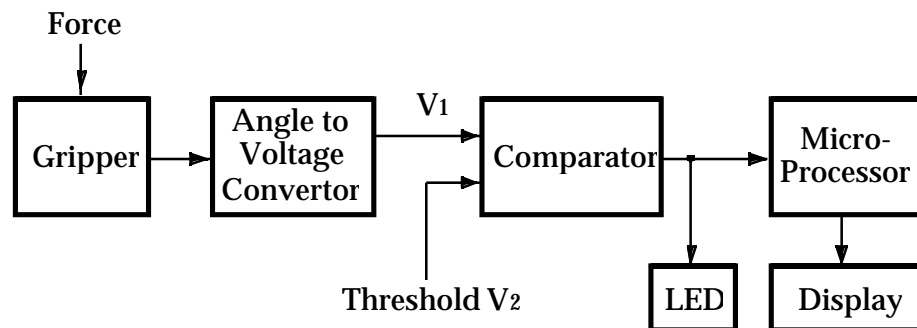 Force
Gripper
Angle to
Voltage
Convertor
V1
Threshold V2
Comparator
Micro-
Processor
LED
Display